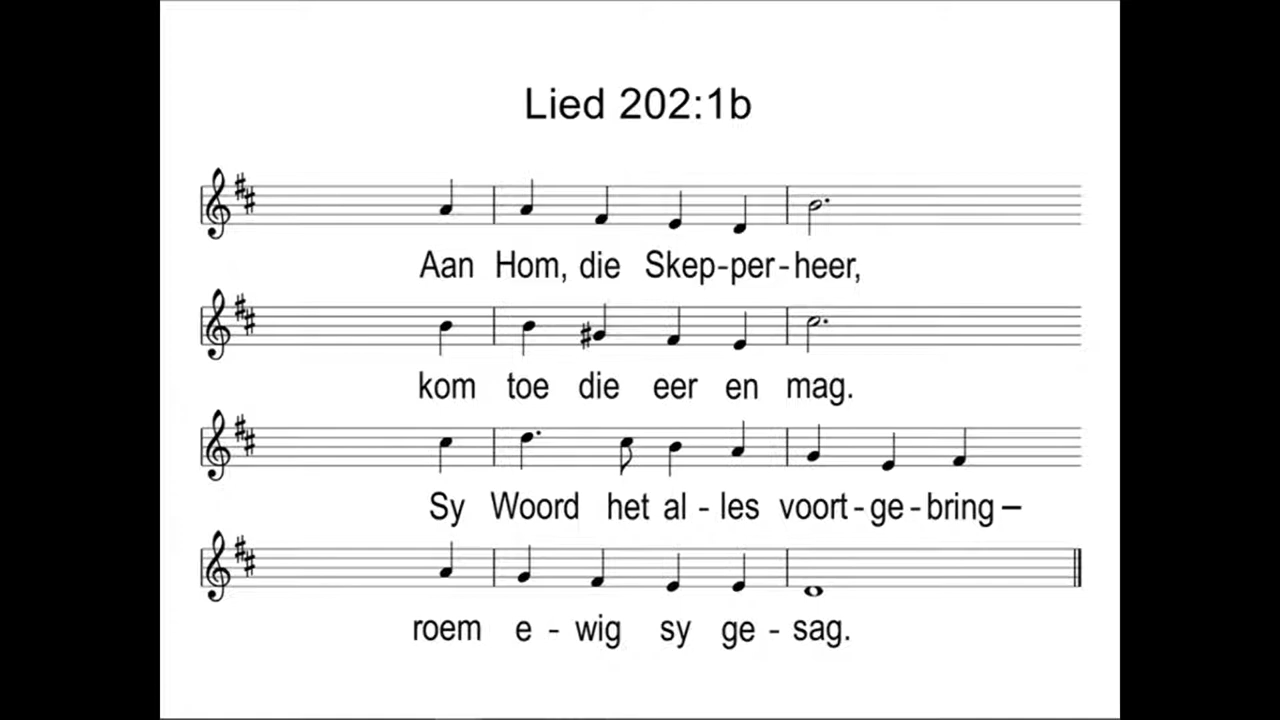 Lied 202:1b
Aan Hom, die Skep-per-heer,
kom toe die eer en mag.
Sy Woord het al - les voort-ge-bring –
roem e - wig sy ge - sag.